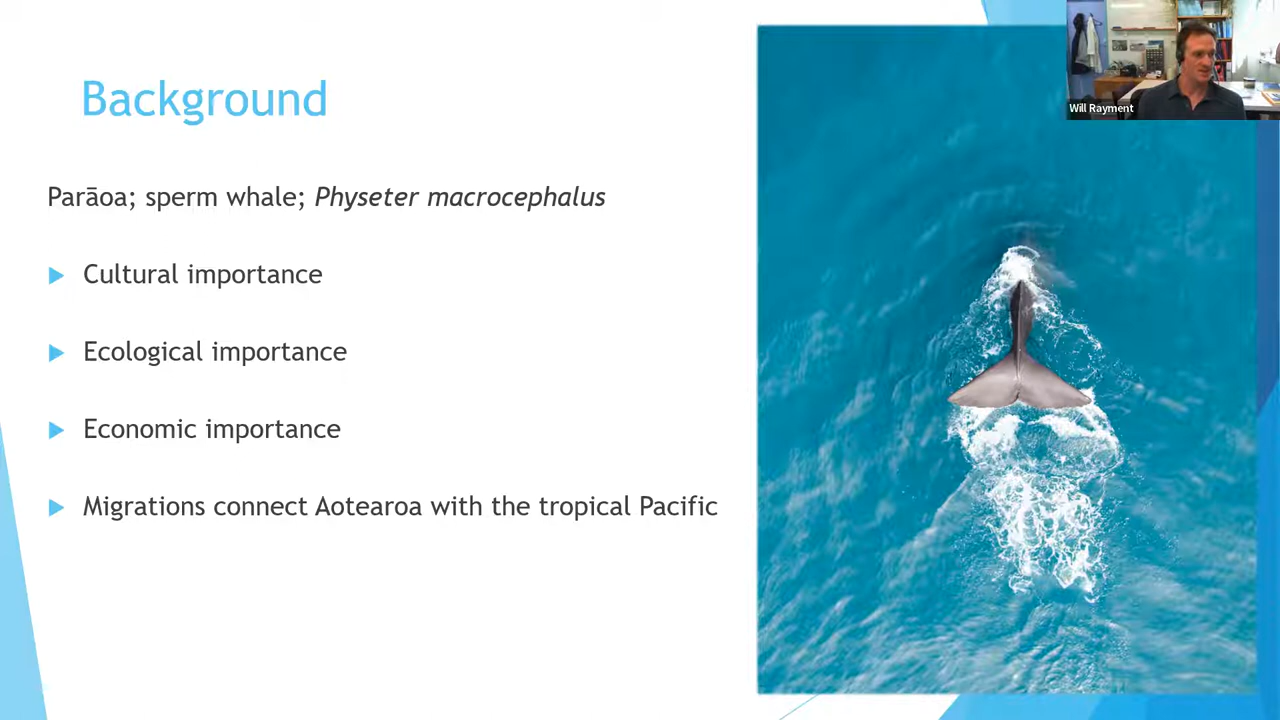 Background
Parāoa; sperm whale; Physeter macrocephalus
Cultural importance
Ecological importance
Economic importance
Migrations connect Aotearoa with the tropical Pacific
Will Rayment